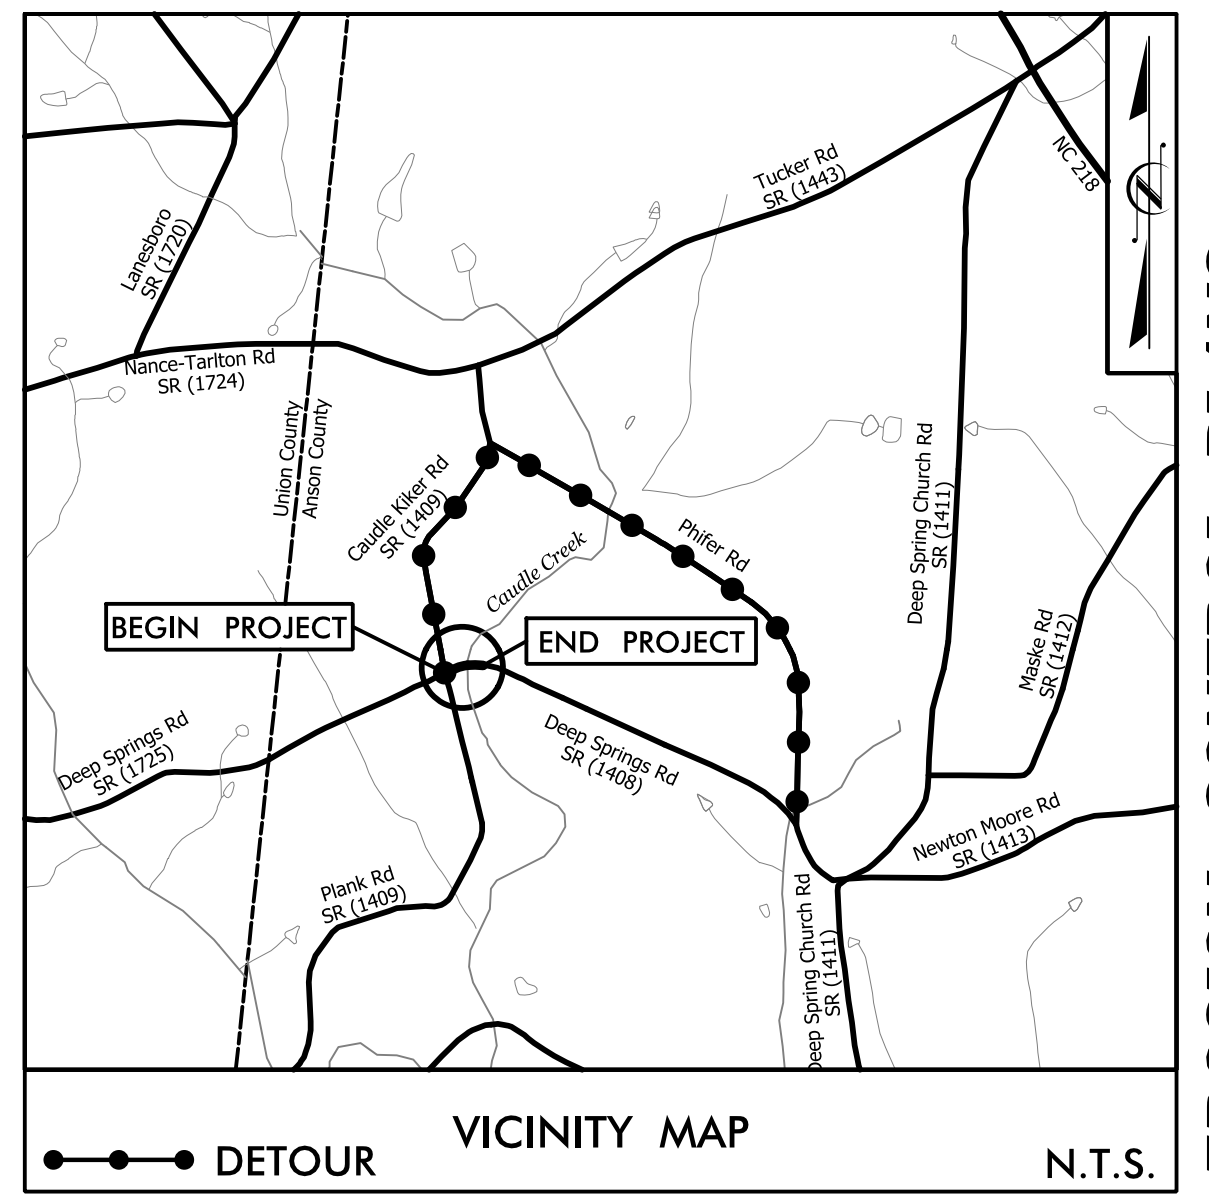 Tucker Rd
SR (1443)
NC 218
Lanesboro
SR (1720)
Nance-Tarlton Rd
SR (1724)
Union County
Anson County
Caudle Kiker Rd
SR (1409)
Caudle Creek
Phifer Rd
Deep Spring Church Rd
SR (1411)
Maske Rd
SR (1412)
BEGIN PROJECT
END PROJECT
Deep Springs Rd
SR (1725)
Deep Springs Rd
SR (1408)
Newton Moore Rd
SR (1413)
Plank Rd
SR (1409)
Deep Spring Church Rd
SR (1411)
VICINITY MAP
DETOUR
N.T.S.